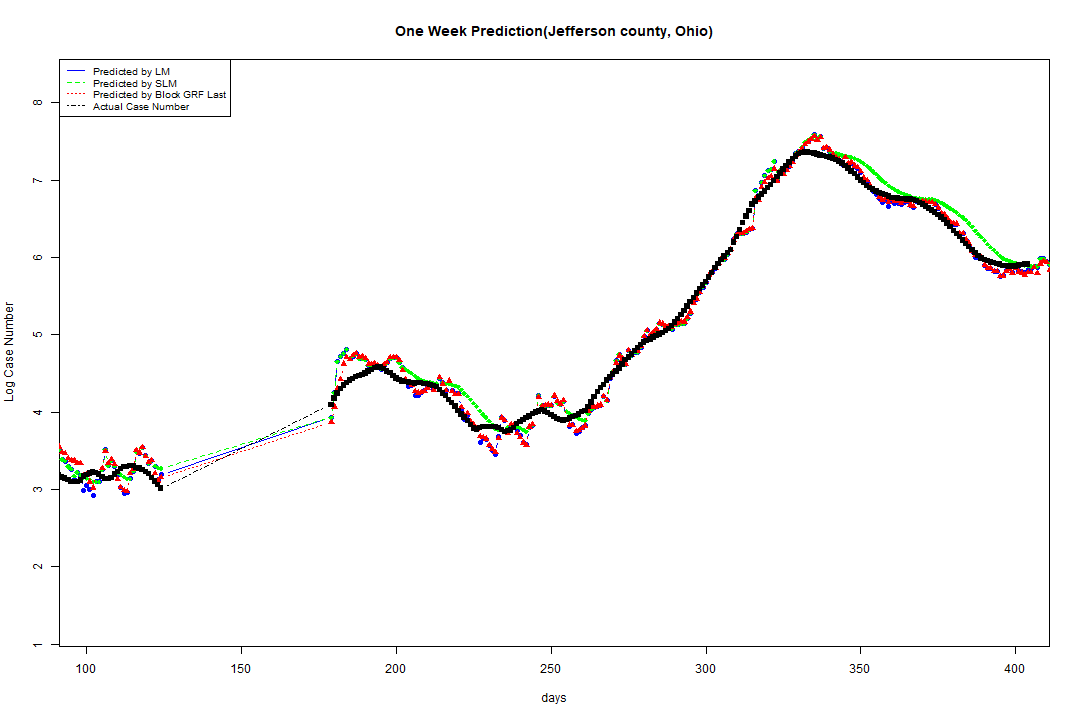 One Week Prediction(Jefferson county, Ohio)
Predicted by LM
Predicted by SLM
Predicted by Block GRF Last
Actual Case Number
Log Case Number
8
7
6
5
4
3
2
1
100 150 200 250 300 350 400
days